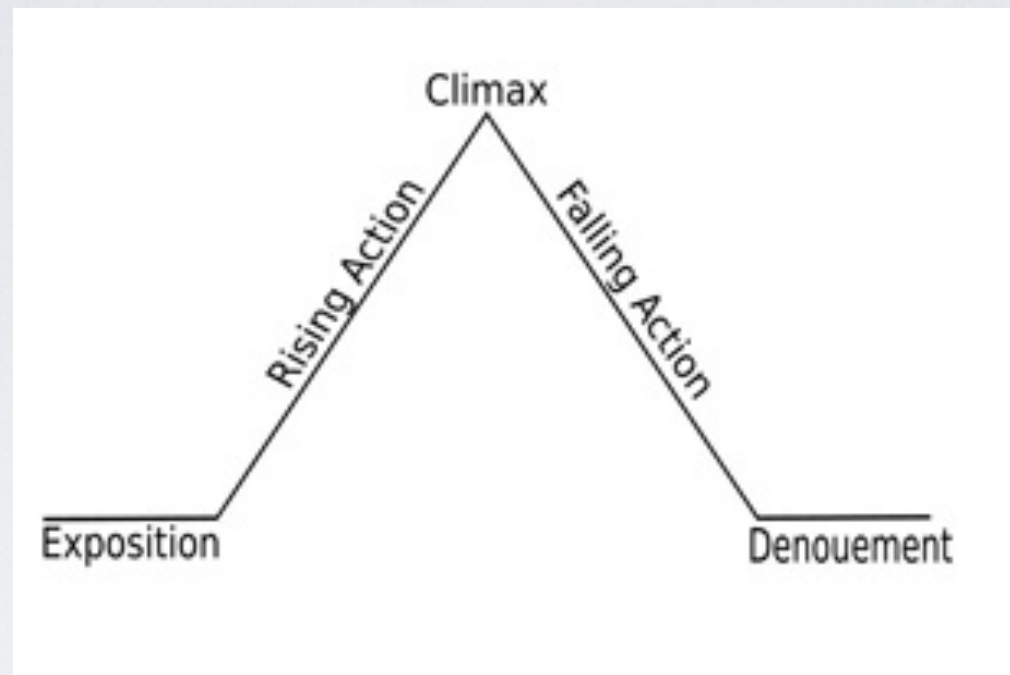 Climax
Rising Action
Falling Action
Exposition
Denouement